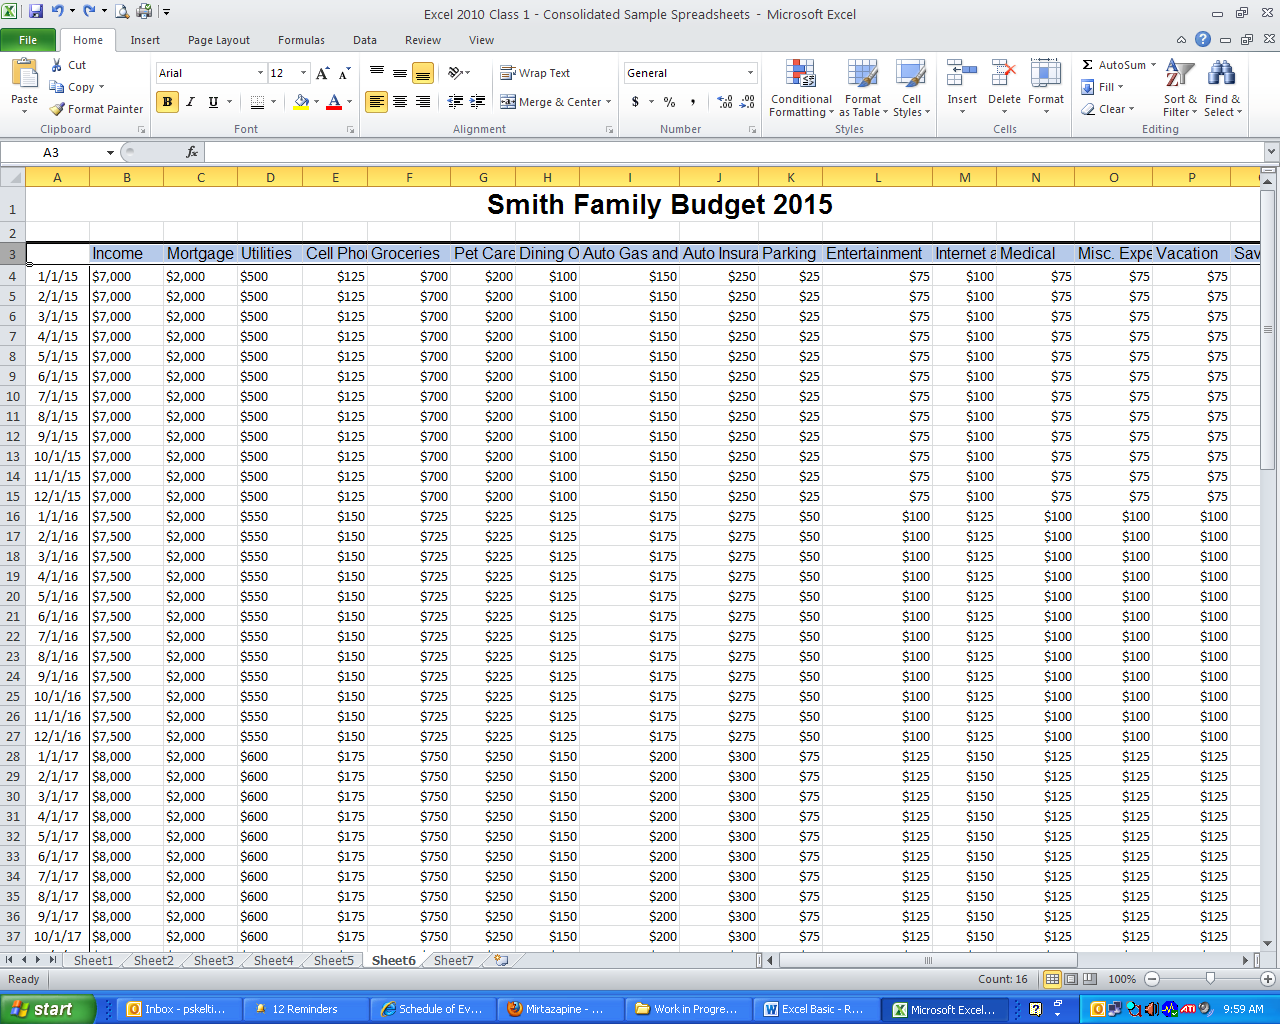 Excel 2010 Class 1 - Consolidated Sample Spreadsheets - Microsoft Excel
File Home Insert Page Layout Formulas Data Review View
Paste Cut Copy Format Painter
Arial 12 B I U
Wrap Text Merge & Center
General $ % ,
Conditional Formatting Format as Table Cell Styles
Insert Delete Format
Σ AutoSum Fill Clear Sort & Filter Find & Select
Clipboard Font Alignment Number Styles Cells Editing
A3 fx
A B C D E F G H I J K L M N O P
1 Smith Family Budget 2015
2
3 Income Mortgage Utilities Cell Pho Groceries Pet Care Dining O Auto Gas and Auto Insura Parking Entertainment Internet a Medical Misc. Expe Vacation Sav
4 1/1/15 $7,000 $2,000 $500 $125 $700 $200 $100 $150 $250 $25 $75 $100 $75 $75 $75
5 2/1/15 $7,000 $2,000 $500 $125 $700 $200 $100 $150 $250 $25 $75 $100 $75 $75 $75
6 3/1/15 $7,000 $2,000 $500 $125 $700 $200 $100 $150 $250 $25 $75 $100 $75 $75 $75
7 4/1/15 $7,000 $2,000 $500 $125 $700 $200 $100 $150 $250 $25 $75 $100 $75 $75 $75
8 5/1/15 $7,000 $2,000 $500 $125 $700 $200 $100 $150 $250 $25 $75 $100 $75 $75 $75
9 6/1/15 $7,000 $2,000 $500 $125 $700 $200 $100 $150 $250 $25 $75 $100 $75 $75 $75
10 7/1/15 $7,000 $2,000 $500 $125 $700 $200 $100 $150 $250 $25 $75 $100 $75 $75 $75
11 8/1/15 $7,000 $2,000 $500 $125 $700 $200 $100 $150 $250 $25 $75 $100 $75 $75 $75
12 9/1/15 $7,000 $2,000 $500 $125 $700 $200 $100 $150 $250 $25 $75 $100 $75 $75 $75
13 10/1/15 $7,000 $2,000 $500 $125 $700 $200 $100 $150 $250 $25 $75 $100 $75 $75 $75
14 11/1/15 $7,000 $2,000 $500 $125 $700 $200 $100 $150 $250 $25 $75 $100 $75 $75 $75
15 12/1/15 $7,000 $2,000 $500 $125 $700 $200 $100 $150 $250 $25 $75 $100 $75 $75 $75
16 1/1/16 $7,500 $2,000 $550 $150 $725 $225 $125 $175 $275 $50 $100 $125 $100 $100 $100
17 2/1/16 $7,500 $2,000 $550 $150 $725 $225 $125 $175 $275 $50 $100 $125 $100 $100 $100
18 3/1/16 $7,500 $2,000 $550 $150 $725 $225 $125 $175 $275 $50 $100 $125 $100 $100 $100
19 4/1/16 $7,500 $2,000 $550 $150 $725 $225 $125 $175 $275 $50 $100 $125 $100 $100 $100
20 5/1/16 $7,500 $2,000 $550 $150 $725 $225 $125 $175 $275 $50 $100 $125 $100 $100 $100
21 6/1/16 $7,500 $2,000 $550 $150 $725 $225 $125 $175 $275 $50 $100 $125 $100 $100 $100
22 7/1/16 $7,500 $2,000 $550 $150 $725 $225 $125 $175 $275 $50 $100 $125 $100 $100 $100
23 8/1/16 $7,500 $2,000 $550 $150 $725 $225 $125 $175 $275 $50 $100 $125 $100 $100 $100
24 9/1/16 $7,500 $2,000 $550 $150 $725 $225 $125 $175 $275 $50 $100 $125 $100 $100 $100
25 10/1/16 $7,500 $2,000 $550 $150 $725 $225 $125 $175 $275 $50 $100 $125 $100 $100 $100
26 11/1/16 $7,500 $2,000 $550 $150 $725 $225 $125 $175 $275 $50 $100 $125 $100 $100 $100
27 12/1/16 $7,500 $2,000 $550 $150 $725 $225 $125 $175 $275 $50 $100 $125 $100 $100 $100
28 1/1/17 $8,000 $2,000 $600 $175 $750 $250 $150 $200 $300 $75 $125 $150 $125 $125 $125
29 2/1/17 $8,000 $2,000 $600 $175 $750 $250 $150 $200 $300 $75 $125 $150 $125 $125 $125
30 3/1/17 $8,000 $2,000 $600 $175 $750 $250 $150 $200 $300 $75 $125 $150 $125 $125 $125
31 4/1/17 $8,000 $2,000 $600 $175 $750 $250 $150 $200 $300 $75 $125 $150 $125 $125 $125
32 5/1/17 $8,000 $2,000 $600 $175 $750 $250 $150 $200 $300 $75 $125 $150 $125 $125 $125
33 6/1/17 $8,000 $2,000 $600 $175 $750 $250 $150 $200 $300 $75 $125 $150 $125 $125 $125
34 7/1/17 $8,000 $2,000 $600 $175 $750 $250 $150 $200 $300 $75 $125 $150 $125 $125 $125
35 8/1/17 $8,000 $2,000 $600 $175 $750 $250 $150 $200 $300 $75 $125 $150 $125 $125 $125
36 9/1/17 $8,000 $2,000 $600 $175 $750 $250 $150 $200 $300 $75 $125 $150 $125 $125 $125
37 10/1/17 $8,000 $2,000 $600 $175 $750 $250 $150 $200 $300 $75 $125 $150 $125 $125 $125
Sheet1 Sheet2 Sheet3 Sheet4 Sheet5 Sheet6 Sheet7
Ready Count: 16 100%
start Inbox - pskelti... 12 Reminders Schedule of Ev... Mirtazapine - ... Work in Progre... Excel Basic - R... Microsoft Excel... 9:59 AM